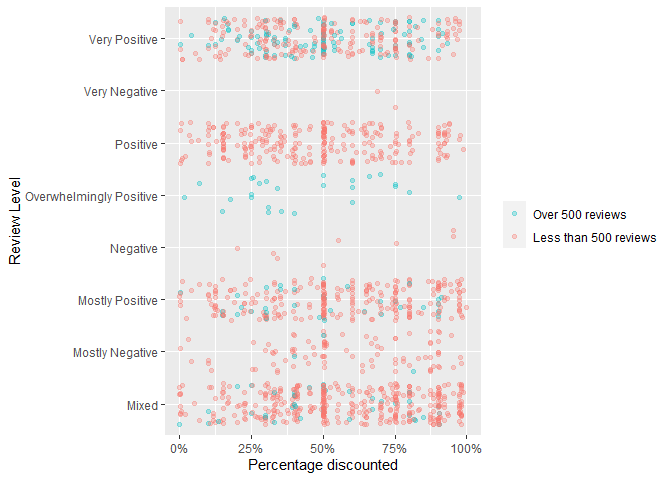 Review Level
Very Positive
Very Negative
Positive
Overwhelmingly Positive
Negative
Mostly Positive
Mostly Negative
Mixed
0%
25%
50%
75%
100%
Percentage discounted
Over 500 reviews
Less than 500 reviews